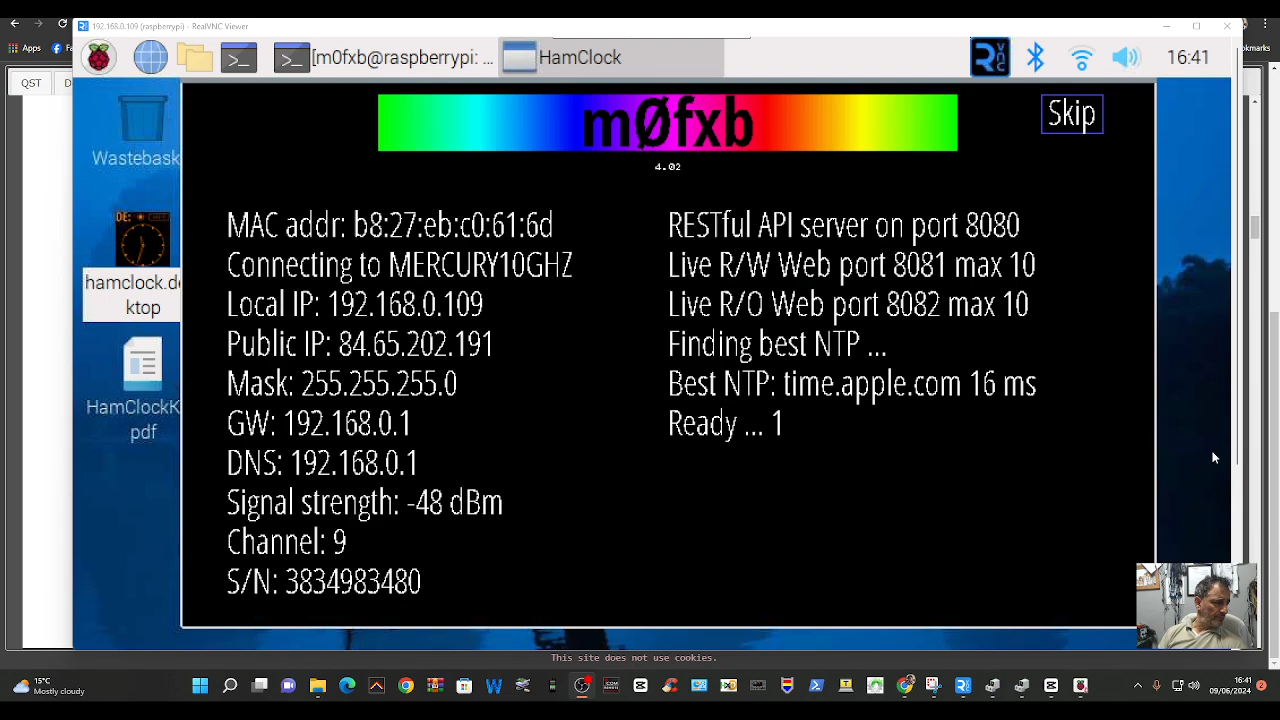 192.168.0.109 (raspberrypi) - RealVNC Viewer
Apps
QST
[m0fxb@raspberrypi: ...
HamClock
16:41
Wastebask
DE:
hamclock.de
ktop
HamClockK
pdf
mØfxb
4.02
Skip
MAC addr: b8:27:eb:c0:61:6d
Connecting to MERCURY10GHZ
Local IP: 192.168.0.109
Public IP: 84.65.202.191
Mask: 255.255.255.0
GW: 192.168.0.1
DNS: 192.168.0.1
Signal strength: -48 dBm
Channel: 9
S/N: 3834983480
RESTful API server on port 8080
Live R/W Web port 8081 max 10
Live R/O Web port 8082 max 10
Finding best NTP ...
Best NTP: time.apple.com 16 ms
Ready ... 1
This site does not use cookies.
15°C
Mostly cloudy
16:41
09/06/2024